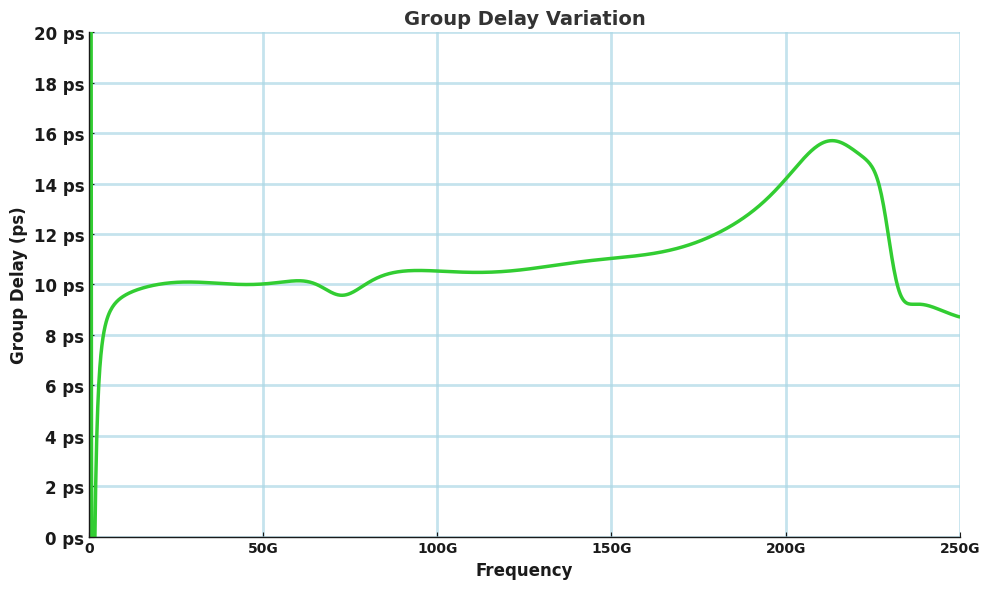 Group Delay Variation
20 ps
18 ps
16 ps
14 ps
12 ps
10 ps
8 ps
6 ps
4 ps
2 ps
0 ps
Group Delay (ps)
0 50G 100G 150G 200G 250G
Frequency